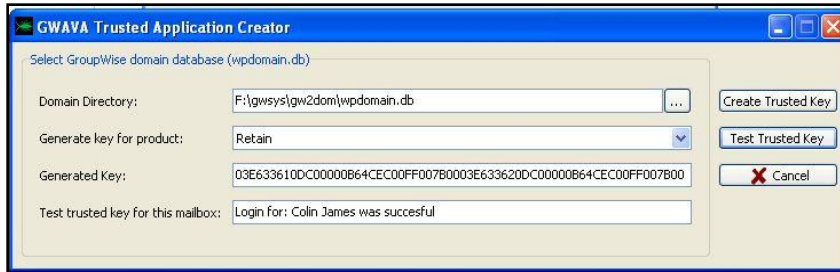 GWAVA Trusted Application Creator
Select GroupWise domain database (wpdomain.db)
Domain Directory: F:\gwsys\gw2dom\wpdomain.db ... Create Trusted Key
Generate key for product: Retain Test Trusted Key
Generated Key: 03E633610DC00000B64CEC00FF007B0003E633620DC00000B64CEC00FF007B00 Cancel
Test trusted key for this mailbox: Login for: Colin James was succesful